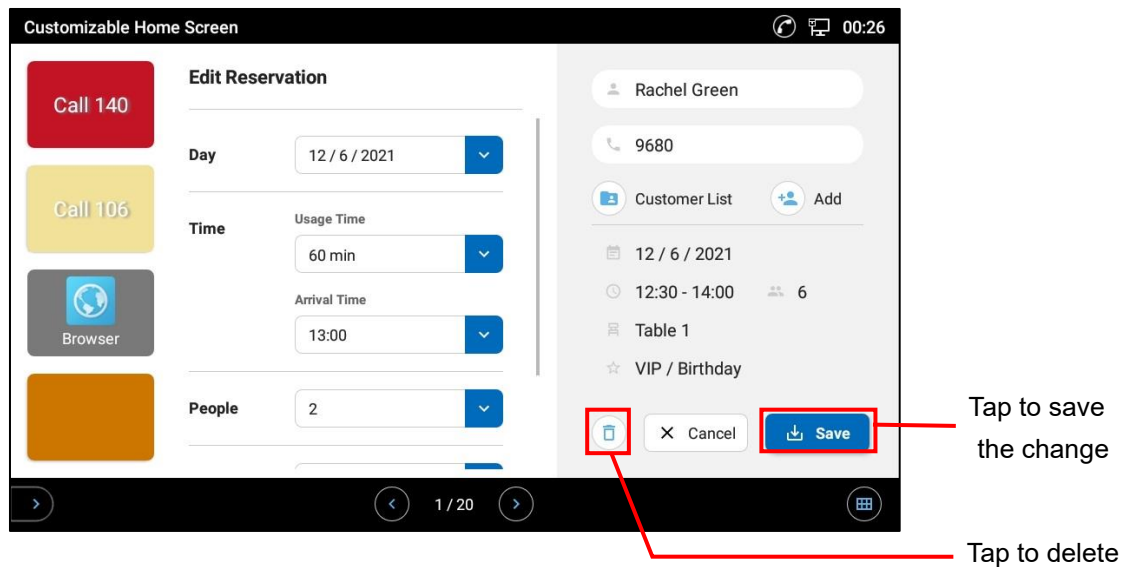 Customizable Home Screen
00:26
Call 140
Call 106
Browser
Edit Reservation
Day
12 / 6 / 2021
Time
Usage Time
60 min
Arrival Time
13:00
People
2
Rachel Green
9680
Customer List
Add
12 / 6 / 2021
12:30 - 14:00
6
Table 1
VIP / Birthday
Cancel
Save
1 / 20
Tap to save
the change
Tap to delete